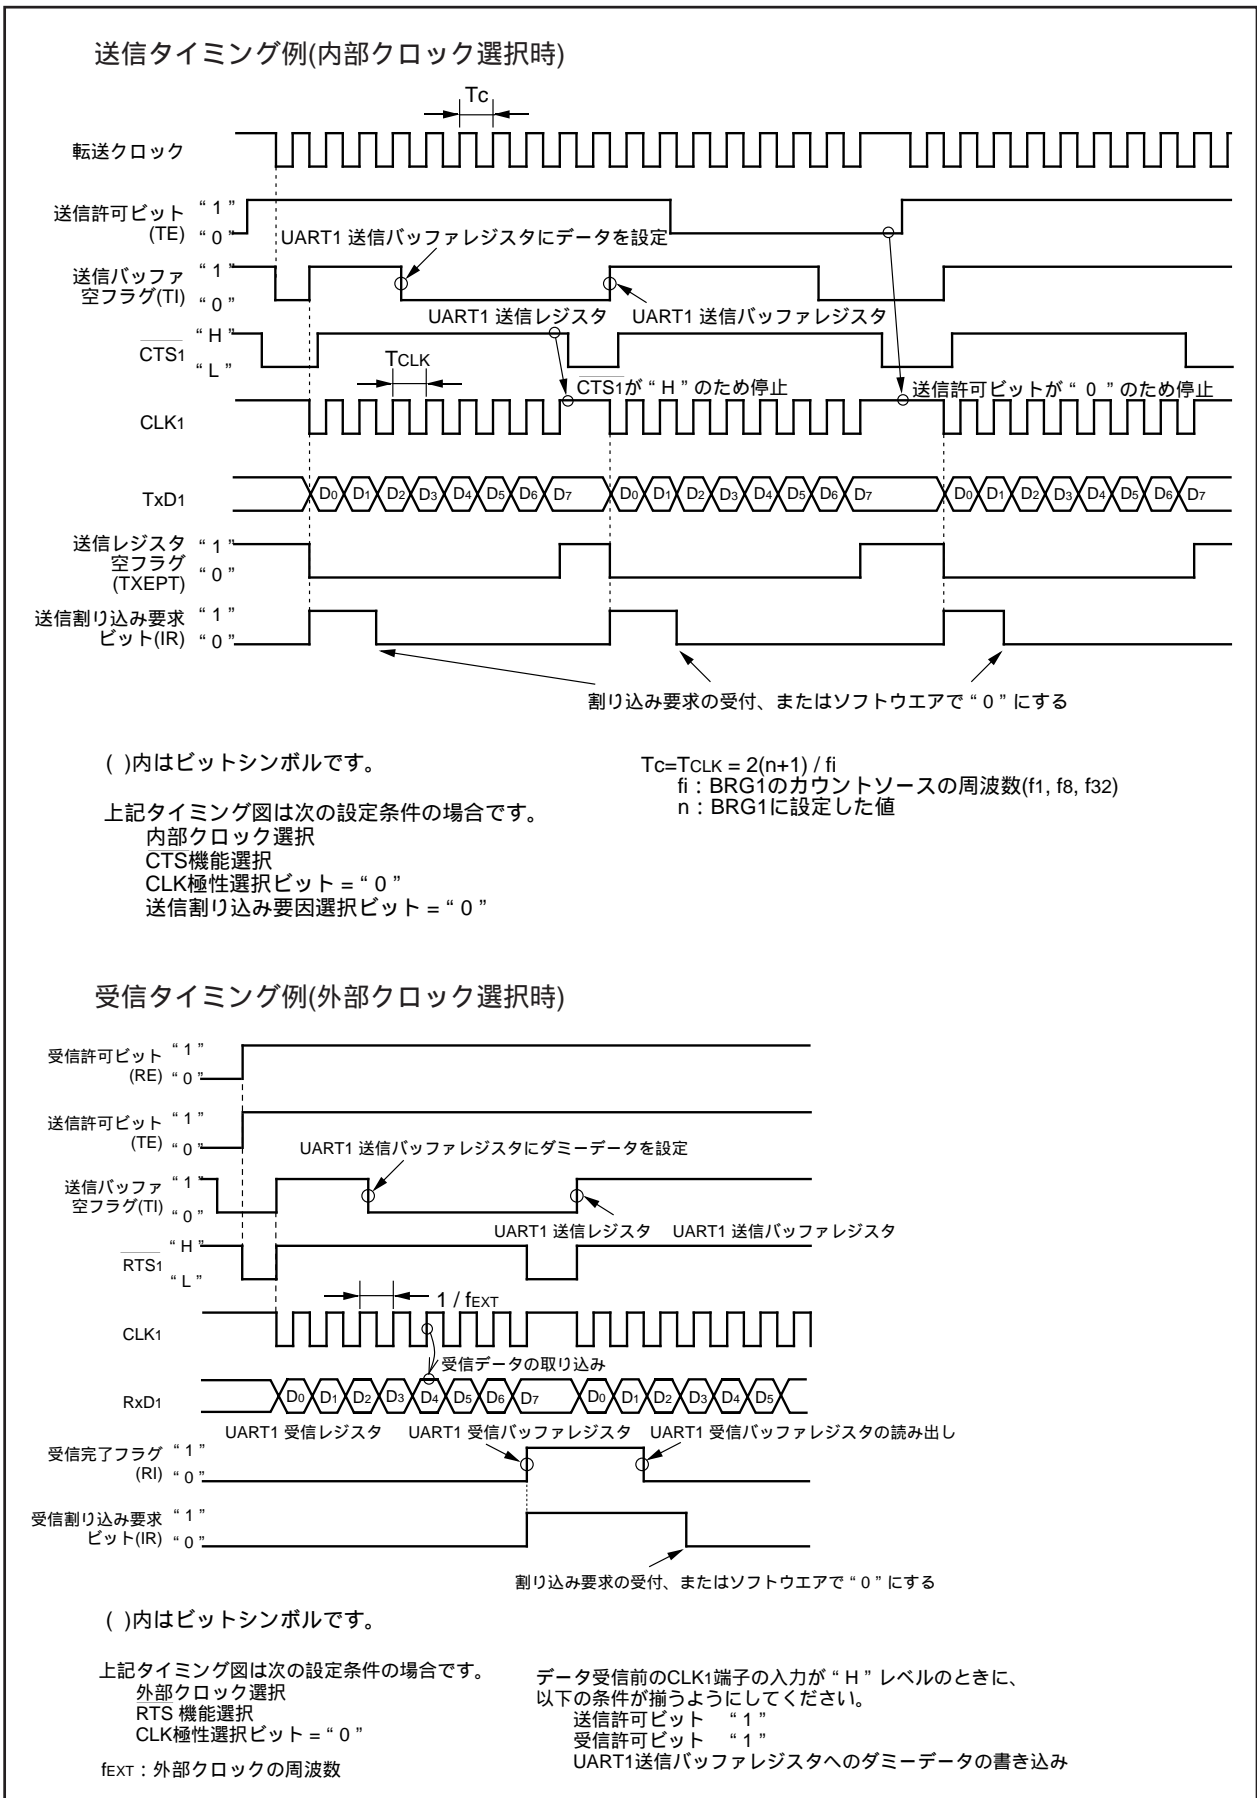 送信タイミング例(内部クロック選択時)
Tc
転送クロック
送信許可ビット
(TE)
“ 1 ”
“ 0 ”
UART1 送信バッファレジスタにデータを設定
送信バッファ
空フラグ(TI)
“ 1 ”
“ 0 ”
UART1 送信レジスタ UART1 送信バッファレジスタ
CTS1
“ H ”
“ L ”
TCLK
CTS1が “ H ” のため停止
送信許可ビットが “ 0 ” のため停止
CLK1
TxD1
D0 D1 D2 D3 D4 D5 D6 D7 D0 D1 D2 D3 D4 D5 D6 D7 D0 D1 D2 D3 D4 D5 D6 D7
送信レジスタ
空フラグ
(TXEPT)
“ 1 ”
“ 0 ”
送信割り込み要求
ビット(IR)
“ 1 ”
“ 0 ”
割り込み要求の受付、またはソフトウエアで “ 0 ” にする
( )内はビットシンボルです。
上記タイミング図は次の設定条件の場合です。
内部クロック選択
CTS機能選択
CLK極性選択ビット = “ 0 ”
送信割り込み要因選択ビット = “ 0 ”
Tc=TCLK = 2(n+1) / fi
fi : BRG1のカウントソースの周波数(f1, f8, f32)
n : BRG1に設定した値
受信タイミング例(外部クロック選択時)
受信許可ビット
(RE)
“ 1 ”
“ 0 ”
送信許可ビット
(TE)
“ 1 ”
“ 0 ”
UART1 送信バッファレジスタにダミーデータを設定
送信バッファ
空フラグ(TI)
“ 1 ”
“ 0 ”
UART1 送信レジスタ UART1 送信バッファレジスタ
RTS1
“ H ”
“ L ”
1 / fEXT
CLK1
受信データの取り込み
RxD1
D0 D1 D2 D3 D4 D5 D6 D7 D0 D1 D2 D3 D4 D5
UART1 受信レジスタ UART1 受信バッファレジスタ UART1 受信バッファレジスタの読み出し
受信完了フラグ
(RI)
“ 1 ”
“ 0 ”
受信割り込み要求
ビット(IR)
“ 1 ”
“ 0 ”
割り込み要求の受付、またはソフトウエアで “ 0 ” にする
( )内はビットシンボルです。
上記タイミング図は次の設定条件の場合です。
外部クロック選択
RTS 機能選択
CLK極性選択ビット = “ 0 ”
fEXT : 外部クロックの周波数
データ受信前のCLK1端子の入力が “ H ” レベルのときに、
以下の条件が揃うようにしてください。
送信許可ビット “ 1 ”
受信許可ビット “ 1 ”
UART1送信バッファレジスタへのダミーデータの書き込み